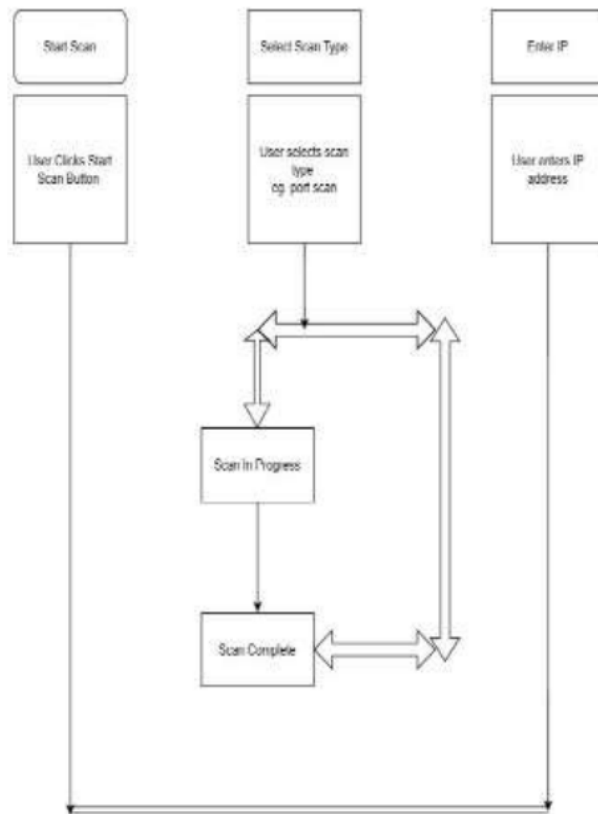 Start Scan
Select Scan Type
Enter IP
User Clicks Start
Scan Button
User selects scan
type
eg. port scan
User enters IP
address
Scan In Progress
Scan Complete